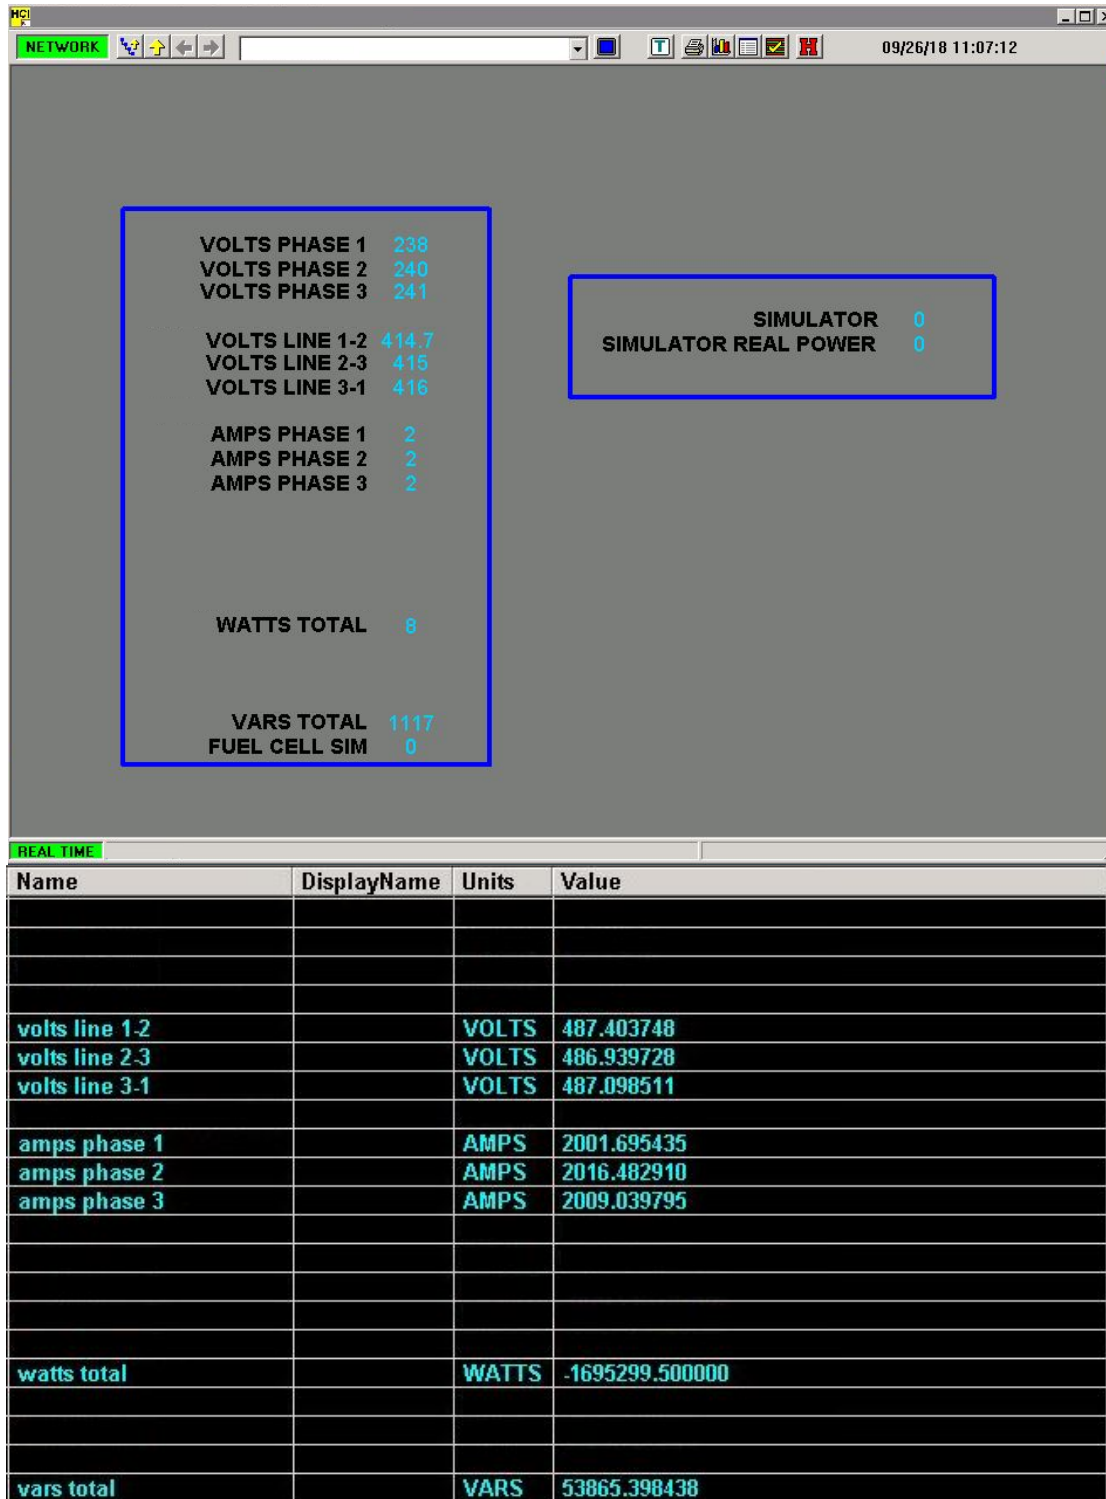 HCI
NETWORK T H 09/26/18 11:07:12
VOLTS PHASE 1 238
VOLTS PHASE 2 240
VOLTS PHASE 3 241
VOLTS LINE 1-2 414.7
VOLTS LINE 2-3 415
VOLTS LINE 3-1 416
AMPS PHASE 1 2
AMPS PHASE 2 2
AMPS PHASE 3 2
WATTS TOTAL 8
VARS TOTAL 1117
FUEL CELL SIM 0
SIMULATOR 0
SIMULATOR REAL POWER 0
REAL TIME
Name DisplayName Units Value
volts line 1-2 VOLTS 487.403748
volts line 2-3 VOLTS 486.939728
volts line 3-1 VOLTS 487.098511
amps phase 1 AMPS 2001.695435
amps phase 2 AMPS 2016.482910
amps phase 3 AMPS 2009.039795
watts total WATTS -1695299.500000
vars total VARS 53865.398438